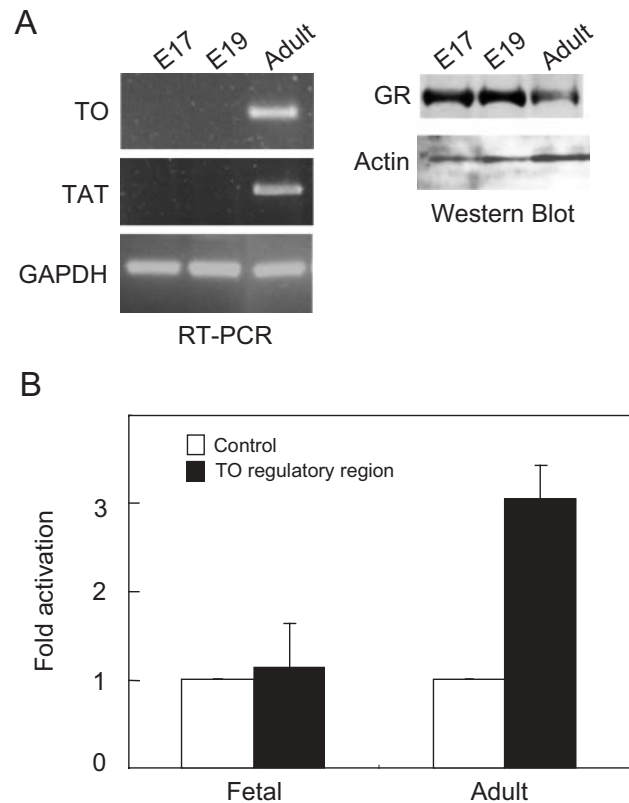 A
E17 E19 Adult
TO
TAT
GAPDH
RT-PCR
E17 E19 Adult
GR
Actin
Western Blot
B
Control
TO regulatory region
Fold activation
3
2
1
0
Fetal Adult